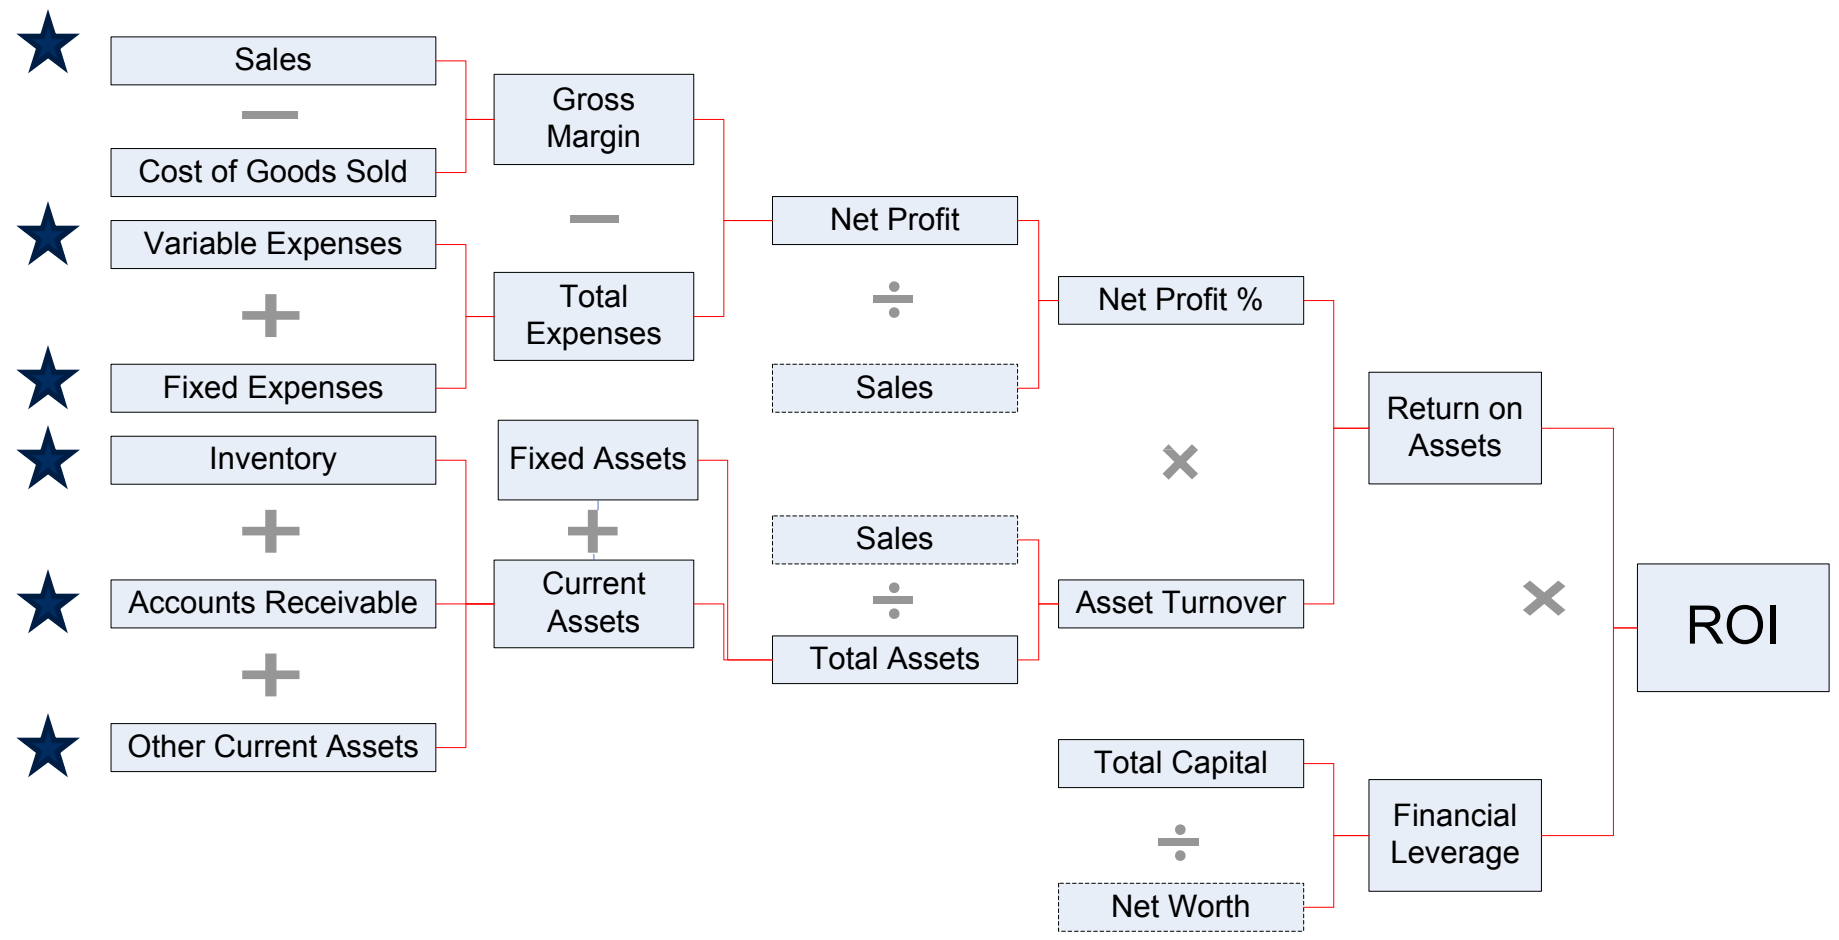 Sales
Cost of Goods Sold
Variable Expenses
Fixed Expenses
Inventory
Accounts Receivable
Other Current Assets
Gross
Margin
Total
Expenses
Fixed Assets
Current
Assets
Net Profit
Sales
Sales
Total Assets
Net Profit %
Asset Turnover
Total Capital
Net Worth
Return on
Assets
Financial
Leverage
ROI